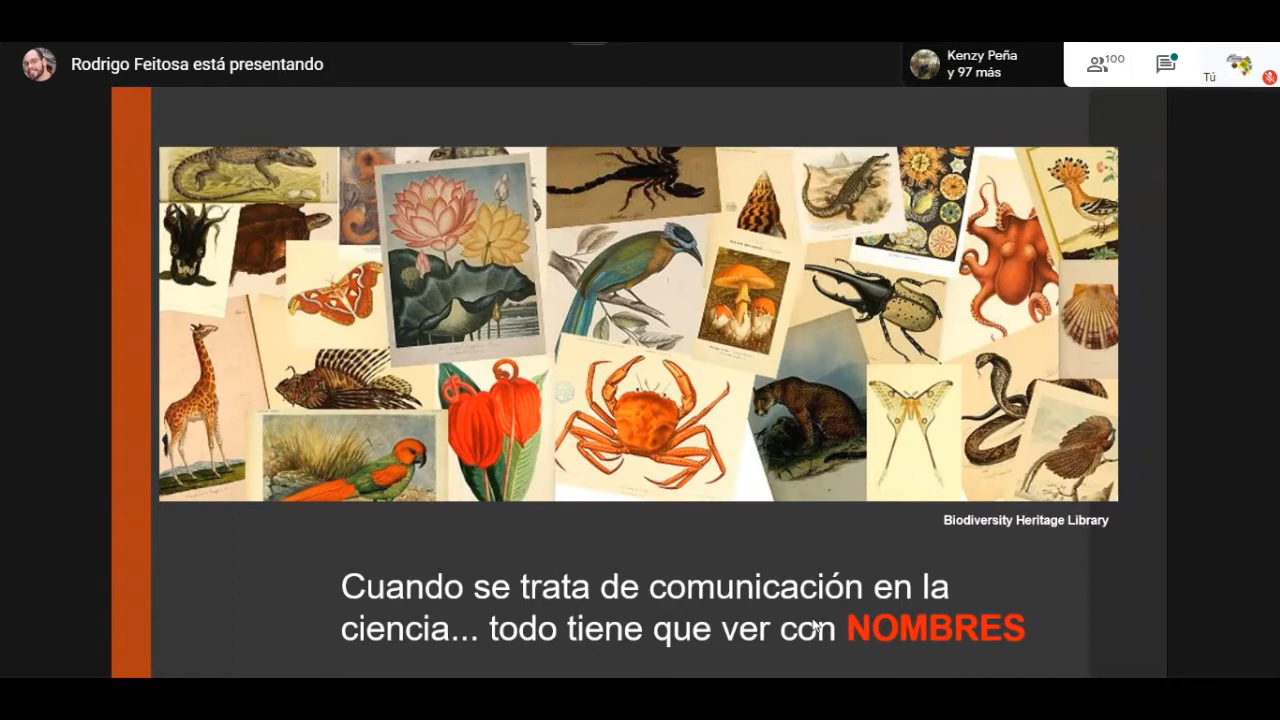 Rodrigo Feitosa está presentando
Kenzy Peña
y 97 más
100
Tú
Biodiversity Heritage Library
Cuando se trata de comunicación en la
ciencia... todo tiene que ver con NOMBRES